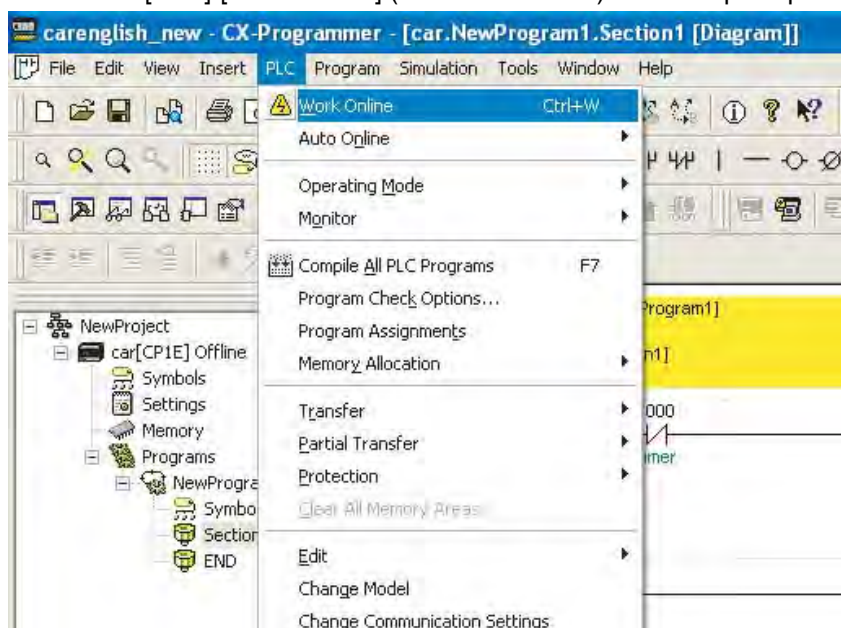 carenglish_new - CX-Programmer - [car.NewProgram1.Section1 [Diagram]]
File Edit View Insert PLC Program Simulation Tools Window Help
Work Online Ctrl+W
Auto Online
Operating Mode
Monitor
Compile All PLC Programs F7
Program Check Options...
Program Assignments
Memory Allocation
Transfer
Partial Transfer
Protection
Clear All Memory Areas
Edit
Change Model
Change Communication Settings
NewProject
car[CP1E] Offline
Symbols
Settings
Memory
Programs
NewProgra
Symbo
Section
END
Program1]
n1]
000
imer